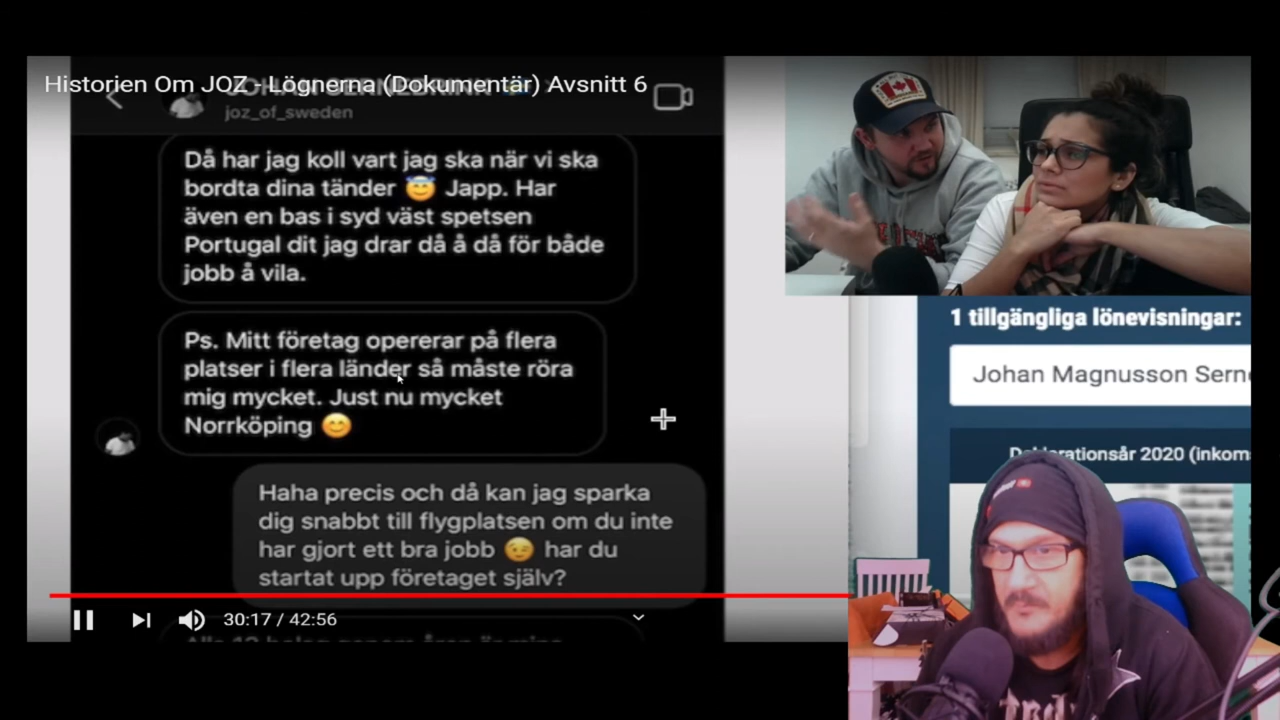 Historien Om JOZ - Lögnerna (Dokumentär) Avsnitt 6
joz_of_sweden
Då har jag koll vart jag ska när vi ska
bordta dina tänder 😇 Japp. Har
även en bas i syd väst spetsen
Portugal dit jag drar då å då för både
jobb å vila.
Ps. Mitt företag opererar på flera
platser i flera länder så måste röra
mig mycket. Just nu mycket
Norrköping 😊
Haha precis och då kan jag sparka
dig snabbt till flygplatsen om du inte
har gjort ett bra jobb 😉 har du
startat upp företaget själv?
30:17 / 42:56
1 tillgängliga lönevisningar:
Johan Magnusson Serne
2020 (inkoms